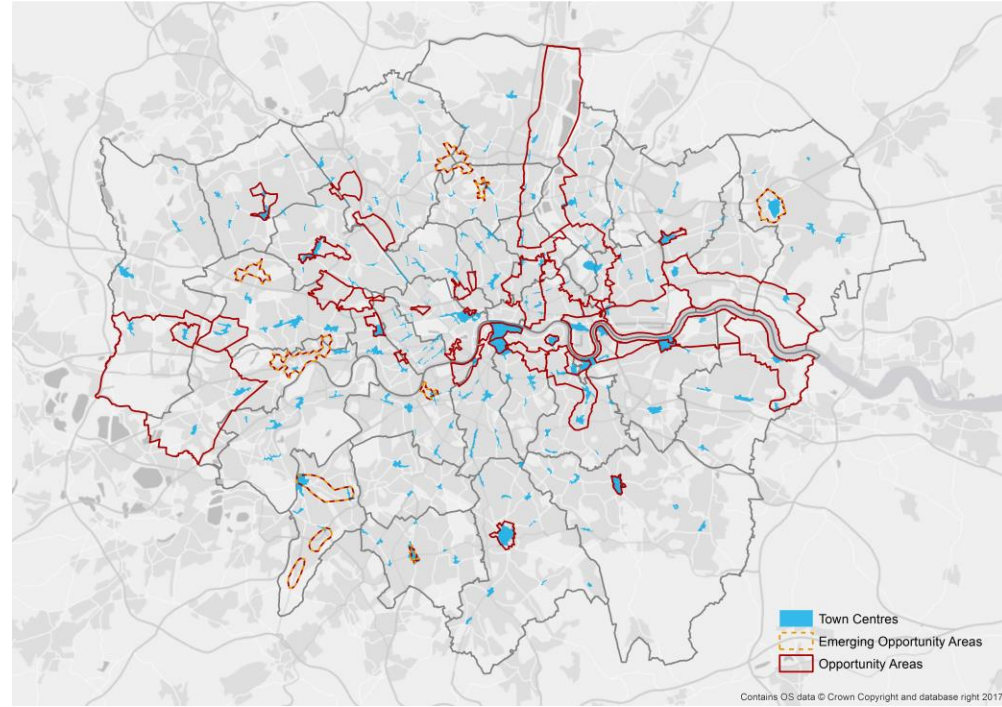 Town Centres
Emerging Opportunity Areas
Opportunity Areas
Contains OS data © Crown Copyright and database right 2017